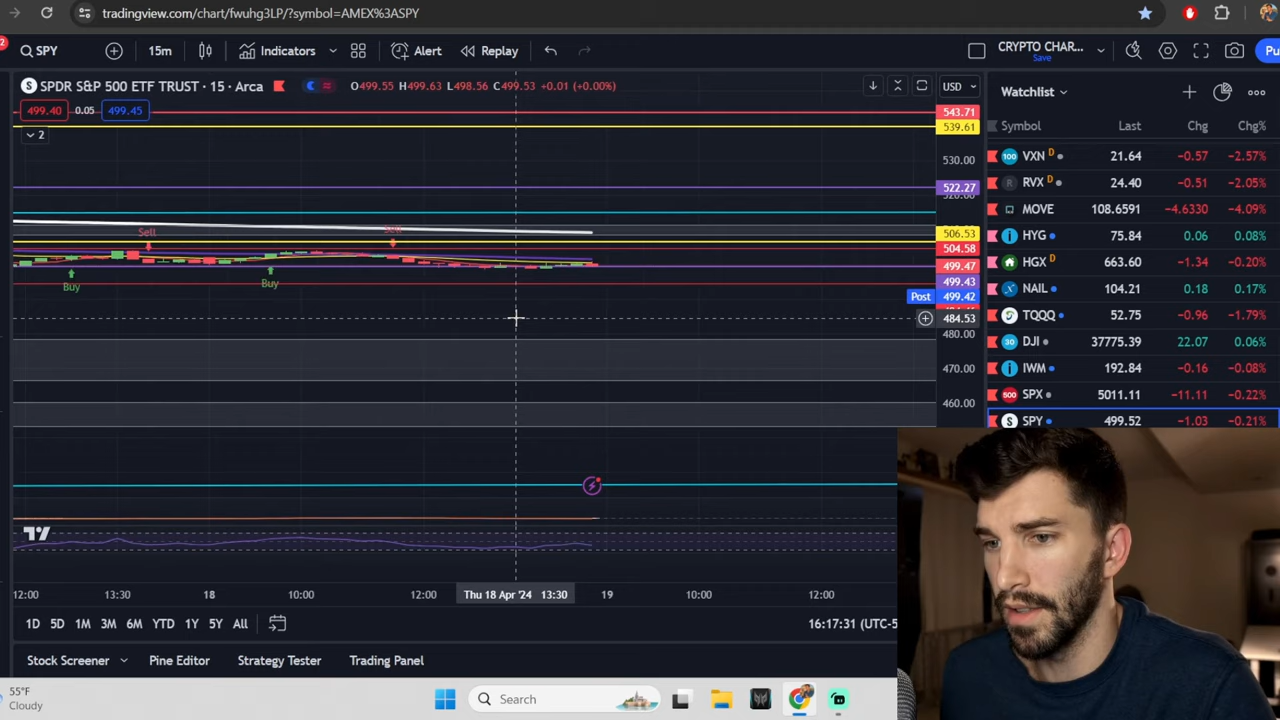 tradingview.com/chart/fwuhg3LP/?symbol=AMEX%3ASPY
2
SPY 15m Indicators Alert Replay CRYPTO CHAR... Save Pu
SPDR S&P 500 ETF TRUST · 15 · Arca O499.55 H499.63 L498.56 C499.53 +0.01 (+0.00%) USD
499.40 0.05 499.45
2
543.71
539.61
530.00
522.27
506.53
504.58
499.47
499.43
Post 499.42
484.53
480.00
470.00
460.00
Sell
Sell
Buy
Buy
12:00 13:30 18 10:00 12:00 Thu 18 Apr '24 13:30 19 10:00 12:00
1D 5D 1M 3M 6M YTD 1Y 5Y All 16:17:31 (UTC-5
Stock Screener Pine Editor Strategy Tester Trading Panel
Watchlist
Symbol Last Chg Chg%
VXN D 21.64 −0.57 −2.57%
RVX D 24.40 −0.51 −2.05%
MOVE 108.6591 −4.6330 −4.09%
HYG 75.84 0.06 0.08%
HGX 663.60 −1.34 −0.20%
NAIL 104.21 0.18 0.17%
TQQQ 52.75 −0.96 −1.79%
DJI 37775.39 22.07 0.06%
IWM 192.84 −0.16 −0.08%
SPX 5011.11 −11.11 −0.22%
SPY 499.52 −1.03 −0.21%
55°F
Cloudy
Search